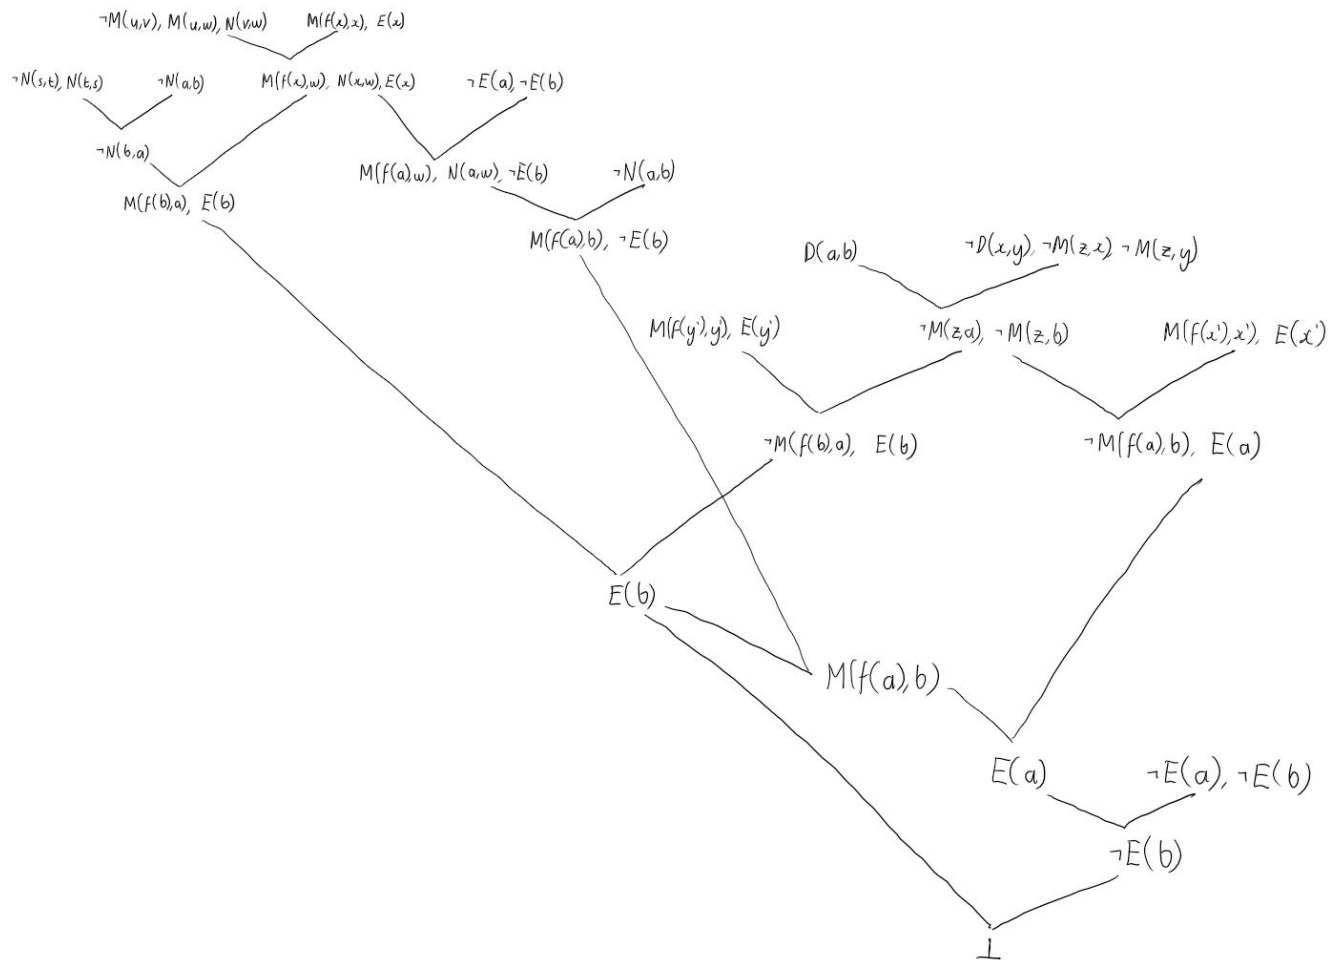 ¬M(u,v), M(u,w), N(v,w) M(f(x),x), E(x)
¬N(s,t), N(t,s) ¬N(a,b) M(f(x),w), N(x,w), E(x) ¬E(a), ¬E(b)
¬N(b,a)
M(f(a),w), N(a,w), ¬E(b) ¬N(a,b)
M(f(b),a), E(b)
M(f(a),b), ¬E(b)
D(a,b) ¬D(x,y), ¬M(z,x), ¬M(z,y)
M(f(y'),y'), E(y') ¬M(z,a), ¬M(z,b) M(f(x'),x'), E(x')
¬M(f(b),a), E(b) ¬M(f(a),b), E(a)
E(b)
M(f(a),b)
E(a) ¬E(a), ¬E(b)
¬E(b)
⊥